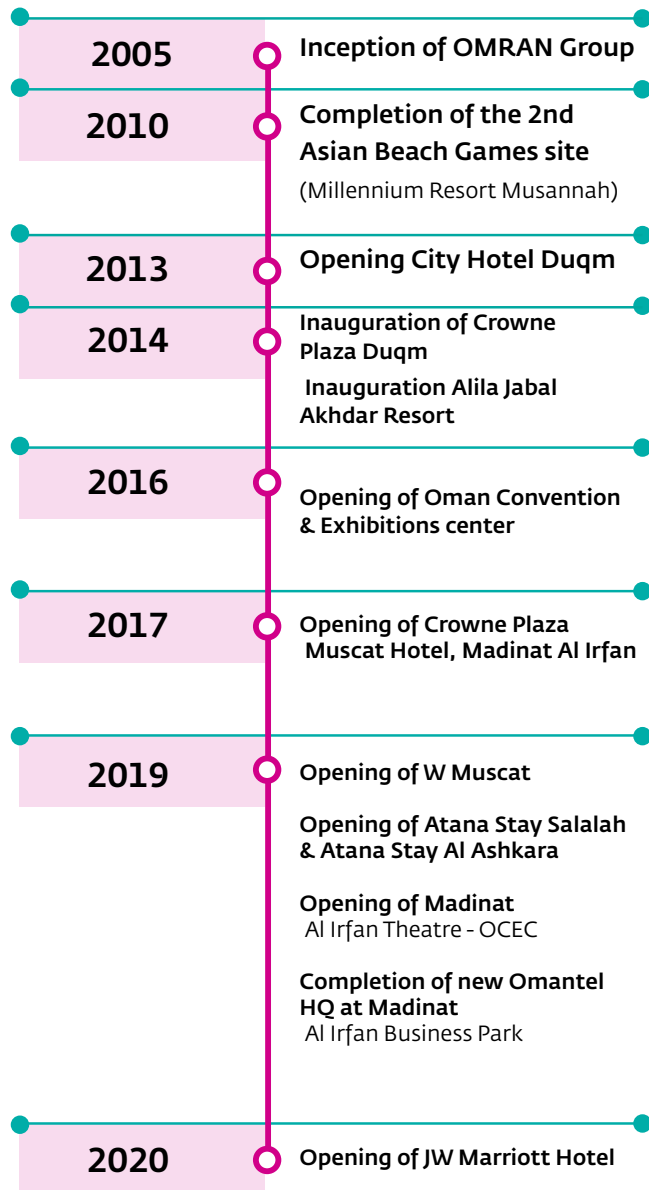 2005
Inception of OMRAN Group
2010
Completion of the 2nd
Asian Beach Games site
(Millennium Resort Musannah)
2013
Opening City Hotel Duqm
2014
Inauguration of Crowne
Plaza Duqm
Inauguration Alila Jabal
Akhdar Resort
2016
Opening of Oman Convention
& Exhibitions center
2017
Opening of Crowne Plaza
Muscat Hotel, Madinat Al Irfan
2019
Opening of W Muscat
Opening of Atana Stay Salalah
& Atana Stay Al Ashkara
Opening of Madinat
Al Irfan Theatre - OCEC
Completion of new Omantel
HQ at Madinat
Al Irfan Business Park
2020
Opening of JW Marriott Hotel